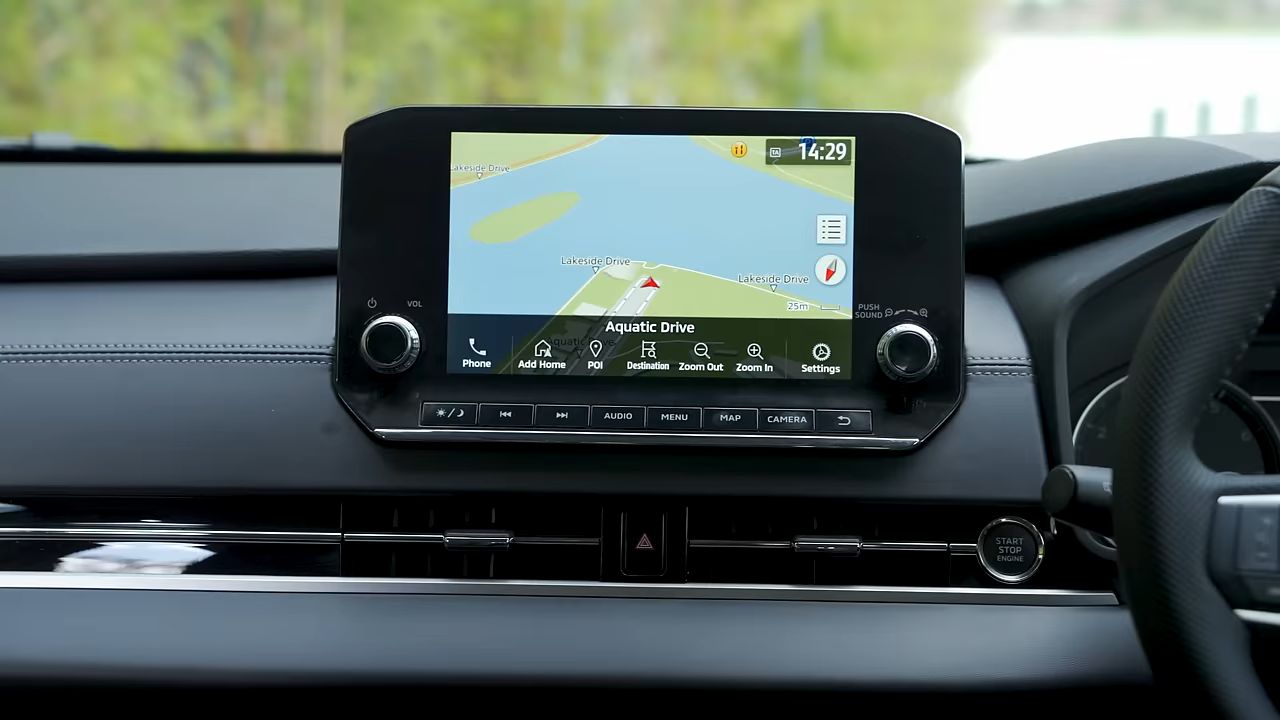 Lakeside Drive
TA 14:29
Lakeside Drive
Lakeside Drive
25m
Aquatic Drive
Phone
Add Home
POI
Destination
Zoom Out
Zoom In
Settings
VOL
PUSH
SOUND
AUDIO
MENU
MAP
CAMERA
START
STOP
ENGINE